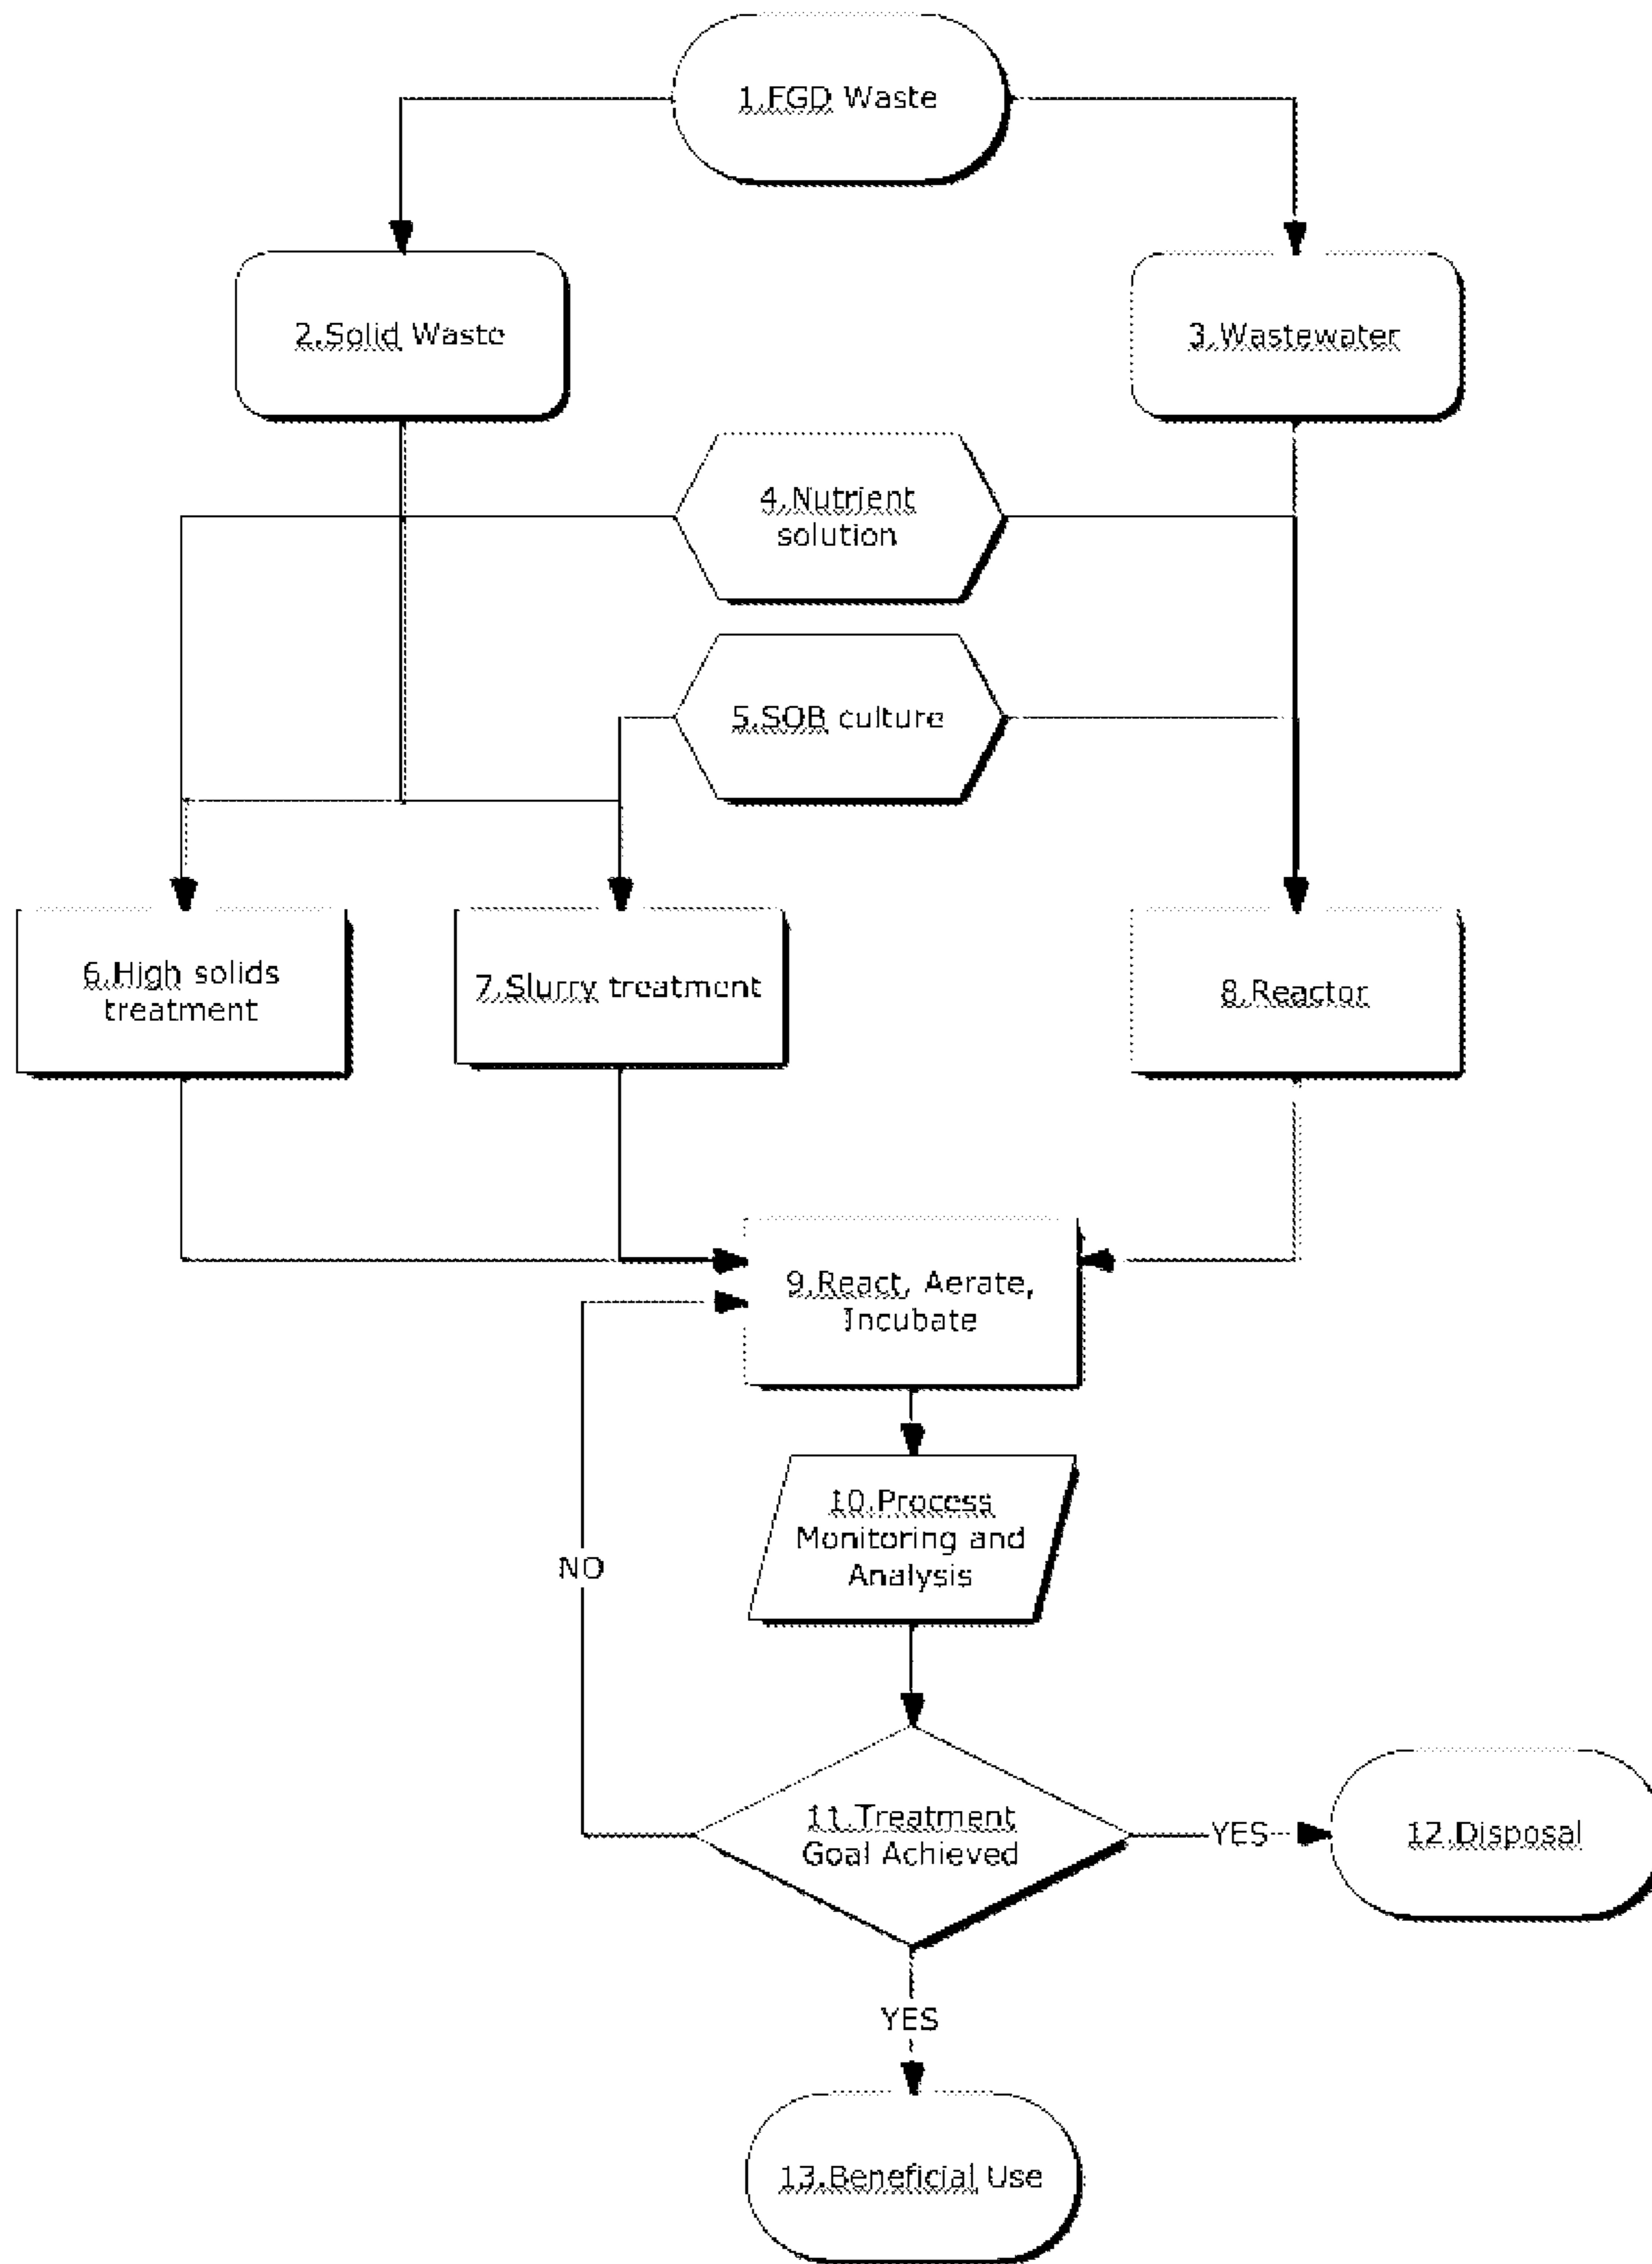 1.FGD Waste
2.Solid Waste
3.Wastewater
4.Nutrient
solution
5.SOB culture
6.High solids
treatment
7.Slurry treatment
8.Reactor
9.React, Aerate,
Incubate
10.Process
Monitoring and
Analysis
NO
11.Treatment
Goal Achieved
YES
12.Disposal
YES
13.Beneficial Use